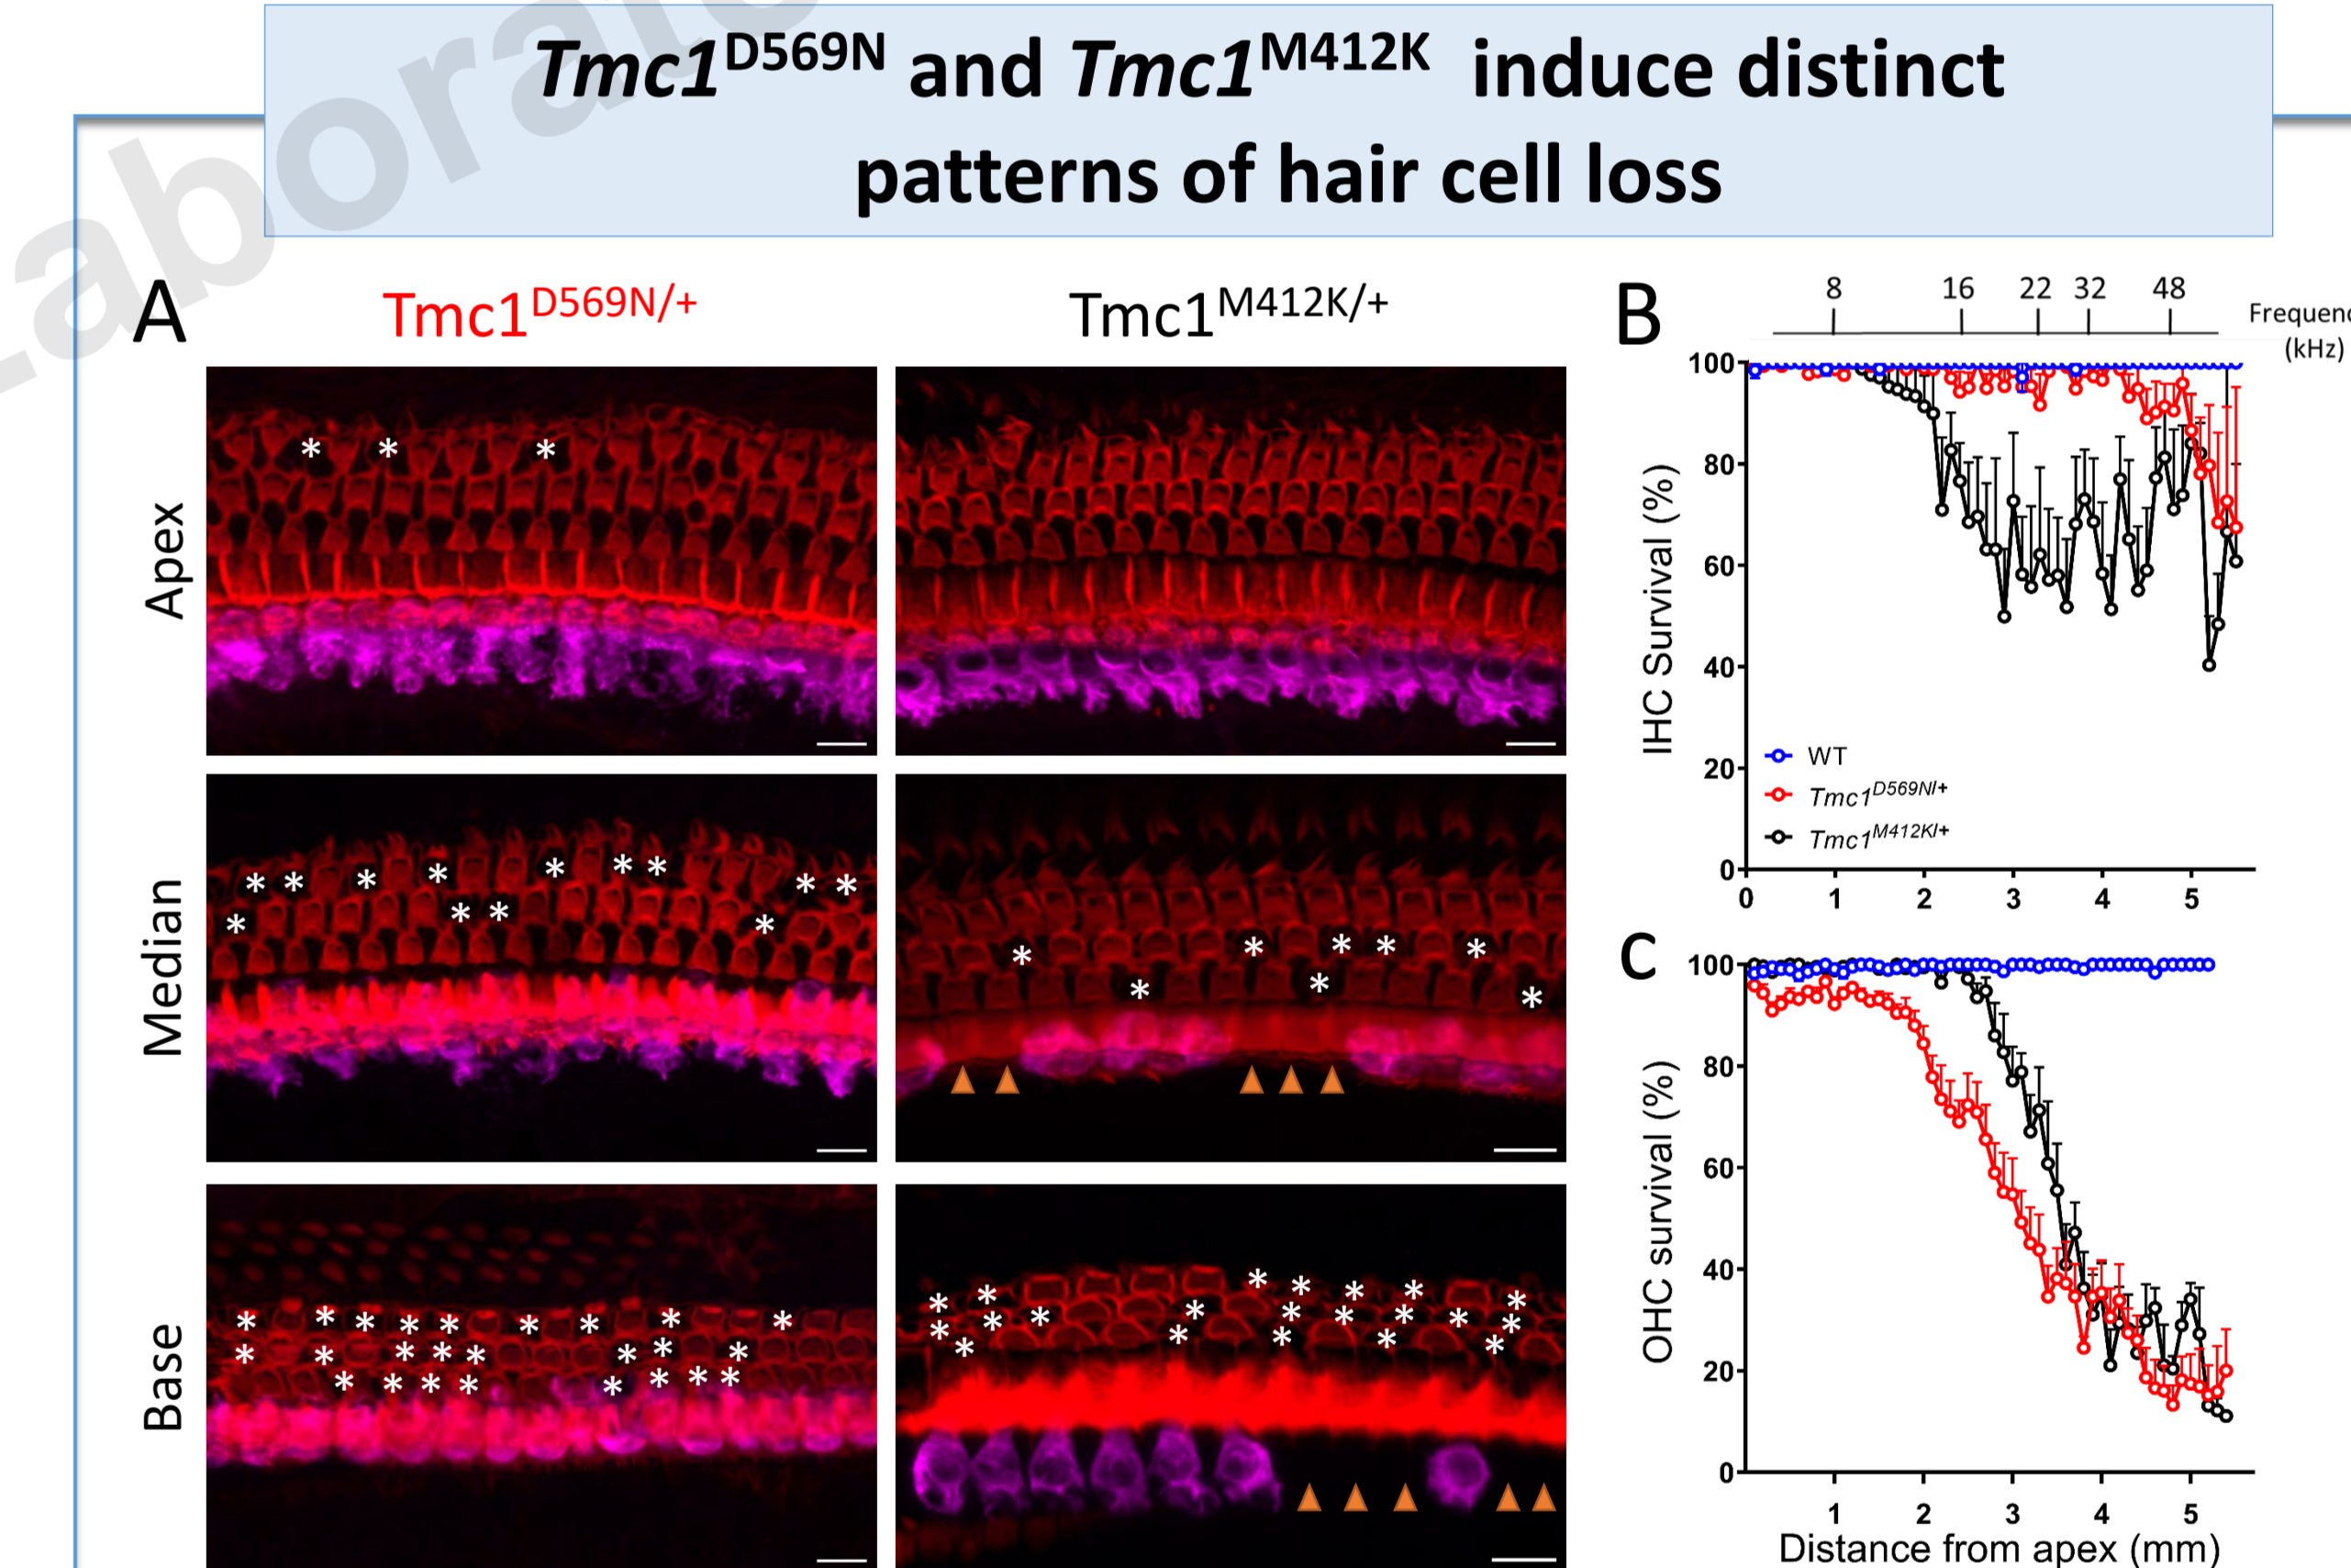 Laborato
Tmc1D569N and Tmc1M412K induce distinct
patterns of hair cell loss
A
Tmc1D569N/+
Tmc1M412K/+
Apex
Median
Base
B
8 16 22 32 48
Frequenc
(kHz)
IHC Survival (%)
100
80
60
40
20
0
WT
Tmc1D569N/+
Tmc1M412K/+
0 1 2 3 4 5
C
OHC survival (%)
100
80
60
40
20
0
1 2 3 4 5
Distance from apex (mm)